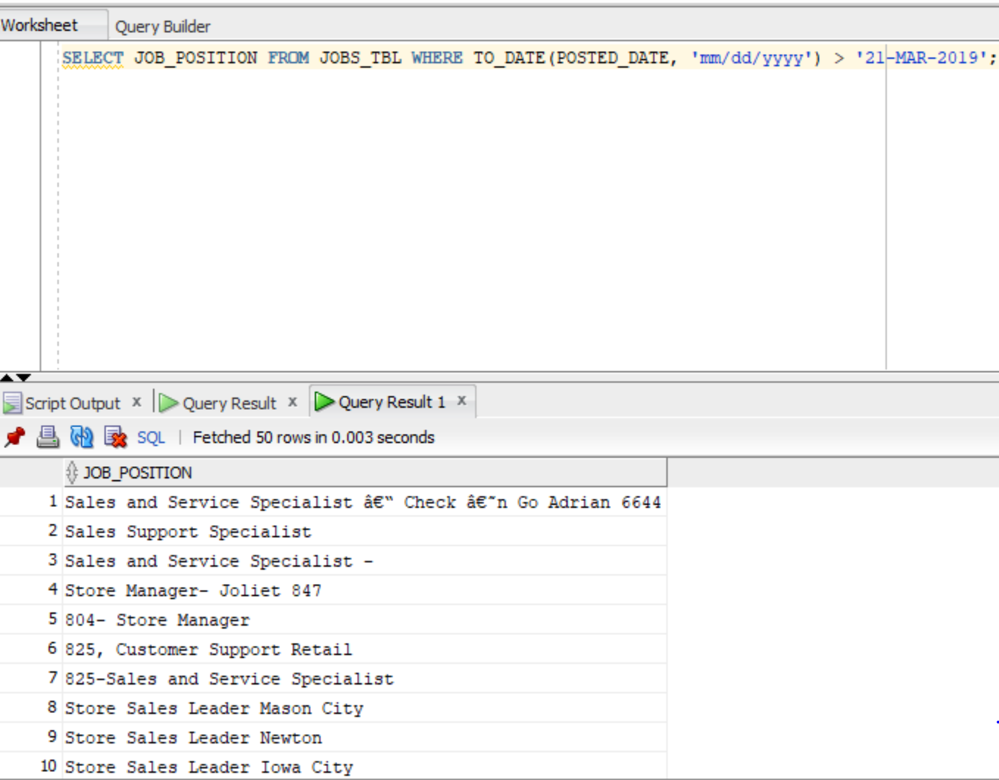 Worksheet Query Builder
SELECT JOB_POSITION FROM JOBS_TBL WHERE TO_DATE(POSTED_DATE, 'mm/dd/yyyy') > '21-MAR-2019';
Script Output x Query Result x Query Result 1 x
SQL | Fetched 50 rows in 0.003 seconds
JOB_POSITION
1 Sales and Service Specialist â€“ Check â€˜n Go Adrian 6644
2 Sales Support Specialist
3 Sales and Service Specialist -
4 Store Manager- Joliet 847
5 804- Store Manager
6 825, Customer Support Retail
7 825-Sales and Service Specialist
8 Store Sales Leader Mason City
9 Store Sales Leader Newton
10 Store Sales Leader Iowa City